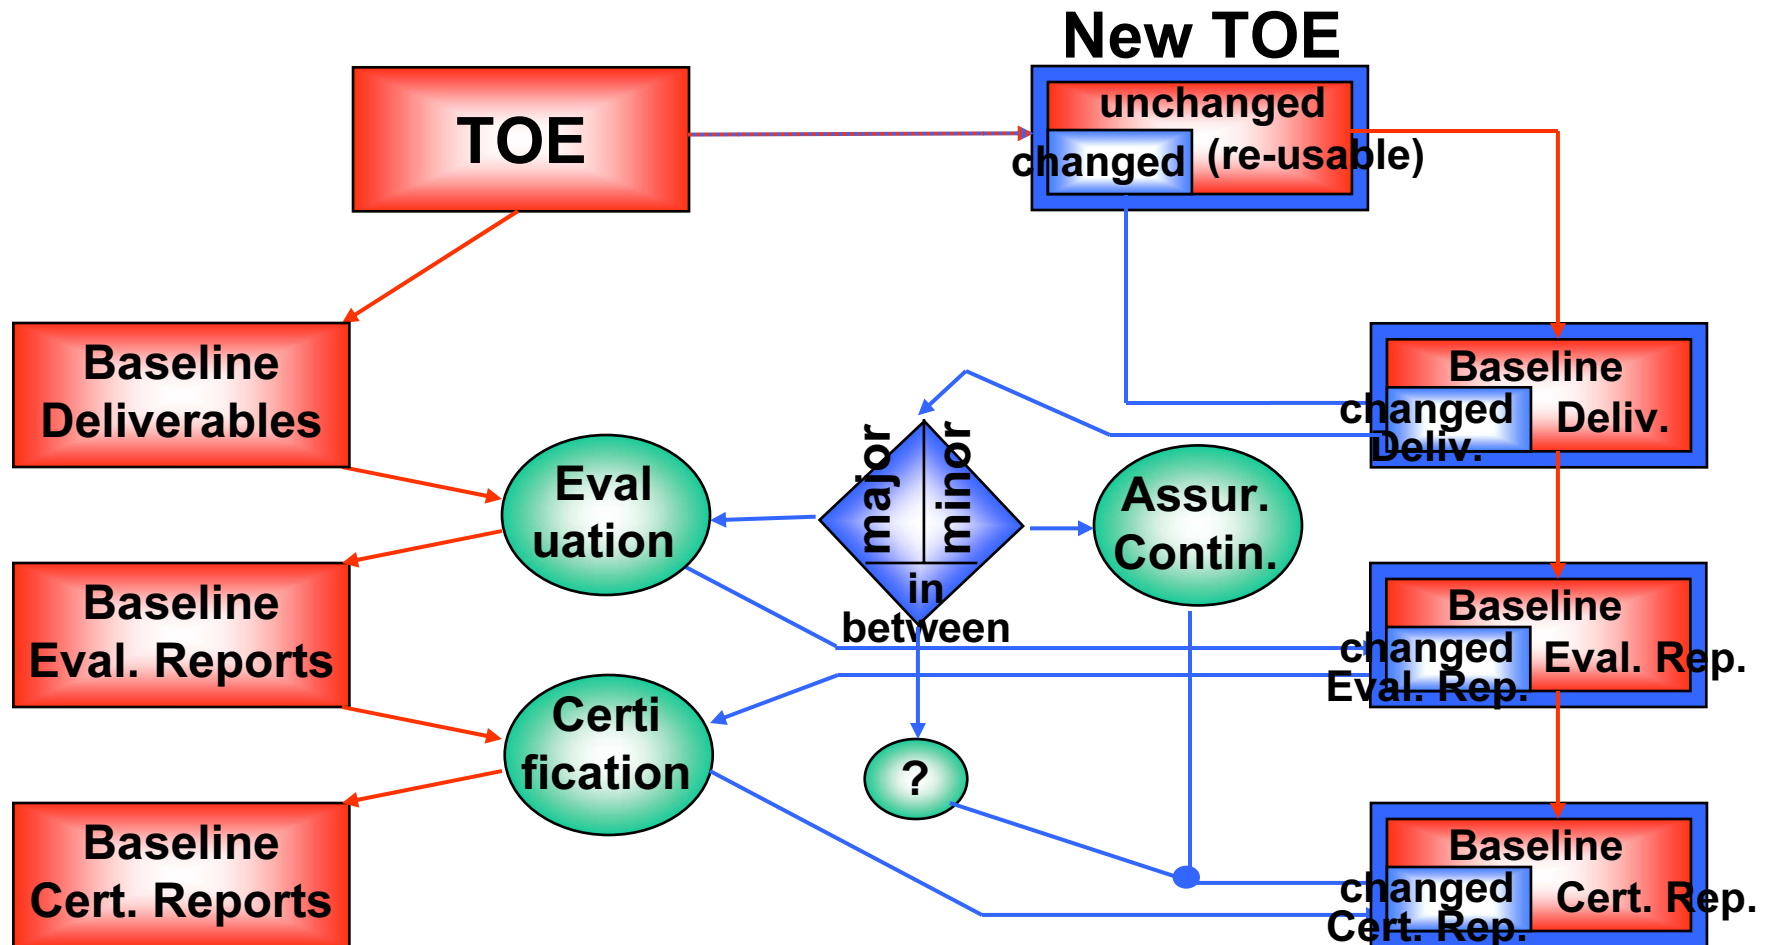 New TOE
TOE
unchanged
changed (re-usable)
Baseline
Deliverables
Baseline
changed
Deliv.
Deliv.
major
minor
in
between
Eval
uation
Assur.
Contin.
Baseline
Eval. Reports
Baseline
changed
Eval. Rep.
Eval. Rep.
Certi
fication
?
Baseline
Cert. Reports
Baseline
changed
Cert. Rep.
Cert. Rep.